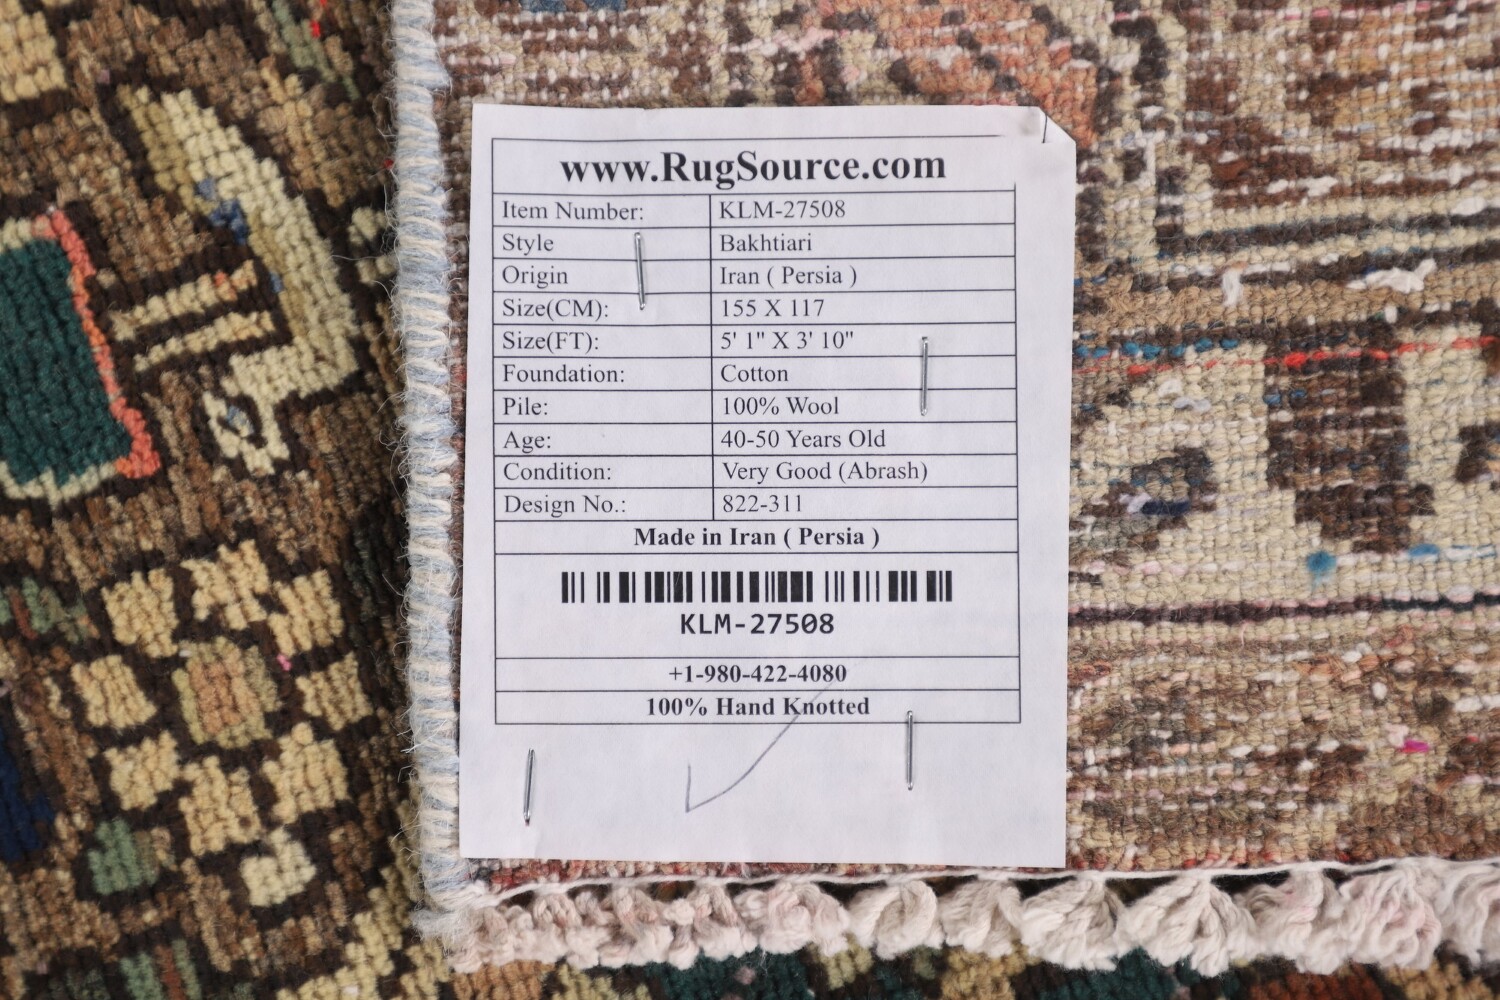 www.RugSource.com
Item Number: KLM-27508
Style Bakhtiari
Origin Iran ( Persia )
Size(CM): 155 X 117
Size(FT): 5' 1" X 3' 10"
Foundation: Cotton
Pile: 100% Wool
Age: 40-50 Years Old
Condition: Very Good (Abrash)
Design No.: 822-311
Made in Iran ( Persia )
KLM-27508
+1-980-422-4080
100% Hand Knotted